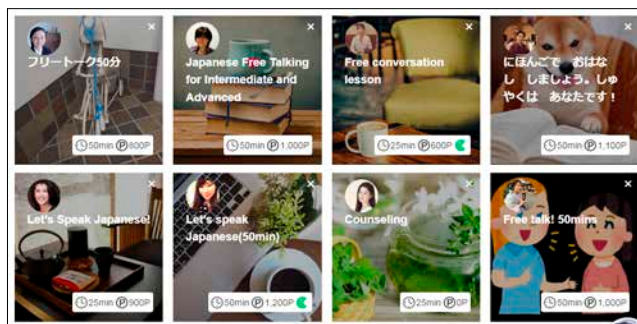 フリートーク50分
50min P 800P
Japanese Free Talking
for Intermediate and
Advanced
50min P 1,000P
Free conversation
lesson
25min P 600P
にほんごで　おはな
し　しましょう。しゅ
やくは　あなたです！
50min P 1,100P
Let's Speak Japanese!
25min P 900P
Let's speak
Japanese(50min)
50min P 1,200P
Counseling
25min P 0P
Free talk! 50mins
50min P 1,000P